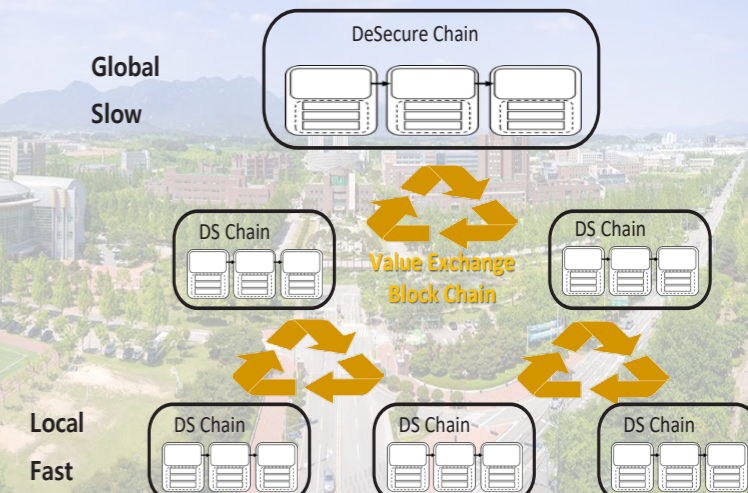 DeSecure Chain
Global
Slow
DS Chain
DS Chain
Value Exchange
Block Chain
Local
Fast
DS Chain
DS Chain
DS Chain